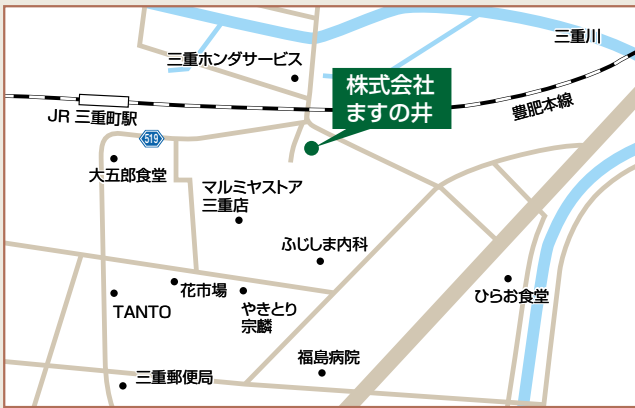 三重川
三重ホンダサービス
株式会社
ますの井
豊肥本線
JR 三重町駅
519
大五郎食堂
マルミヤストア
三重店
ふじしま内科
花市場
TANTO
やきとり
宗麟
ひらお食堂
福島病院
三重郵便局